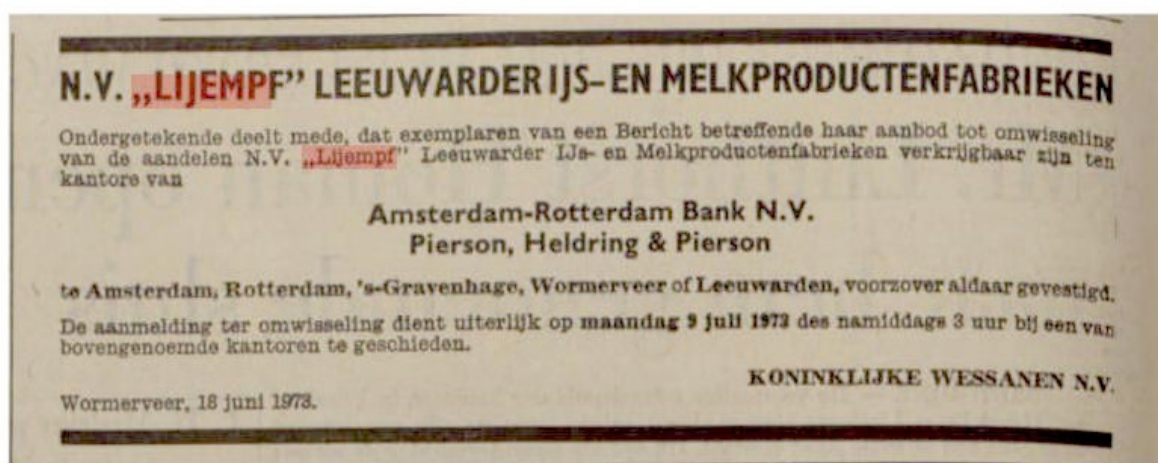 N.V. „LIJEMPF” LEEUWARDER IJS- EN MELKPRODUCTENFABRIEKEN
Ondergetekende deelt mede, dat exemplaren van een Bericht betreffende haar aanbod tot omwisseling
van de aandelen N.V. „Lijempf” Leeuwarder IJs- en Melkproductenfabrieken verkrijgbaar zijn ten
kantore van
Amsterdam-Rotterdam Bank N.V.
Pierson, Heldring & Pierson
te Amsterdam, Rotterdam, 's-Gravenhage, Wormerveer of Leeuwarden, voorzover aldaar gevestigd.
De aanmelding ter omwisseling dient uiterlijk op maandag 9 juli 1973 des namiddags 3 uur bij een van
bovengenoemde kantoren te geschieden.
KONINKLIJKE WESSANEN N.V.
Wormerveer, 18 juni 1973.